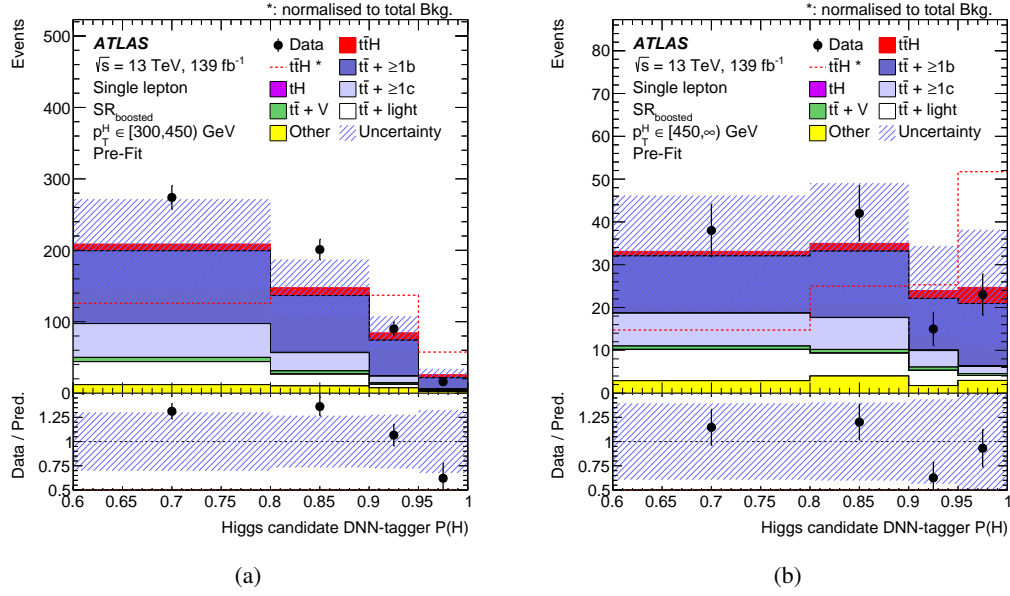 *: normalised to total Bkg.
Events
500
400
300
200
100
0
ATLAS
√s = 13 TeV, 139 fb⁻¹
Single lepton
SR_boosted
p_T^H ∈ [300,450) GeV
Pre-Fit
Data
tt̄H
tt̄H *
tt̄ + ≥1b
tH
tt̄ + ≥1c
tt̄ + V
tt̄ + light
Other
Uncertainty
Data / Pred.
1.25
1
0.75
0.5
0.6 0.65 0.7 0.75 0.8 0.85 0.9 0.95 1
Higgs candidate DNN-tagger P(H)
(a)
*: normalised to total Bkg.
Events
80
70
60
50
40
30
20
10
0
ATLAS
√s = 13 TeV, 139 fb⁻¹
Single lepton
SR_boosted
p_T^H ∈ [450,∞) GeV
Pre-Fit
Data
tt̄H
tt̄H *
tt̄ + ≥1b
tH
tt̄ + ≥1c
tt̄ + V
tt̄ + light
Other
Uncertainty
Data / Pred.
1.25
1
0.75
0.5
0.6 0.65 0.7 0.75 0.8 0.85 0.9 0.95 1
Higgs candidate DNN-tagger P(H)
(b)